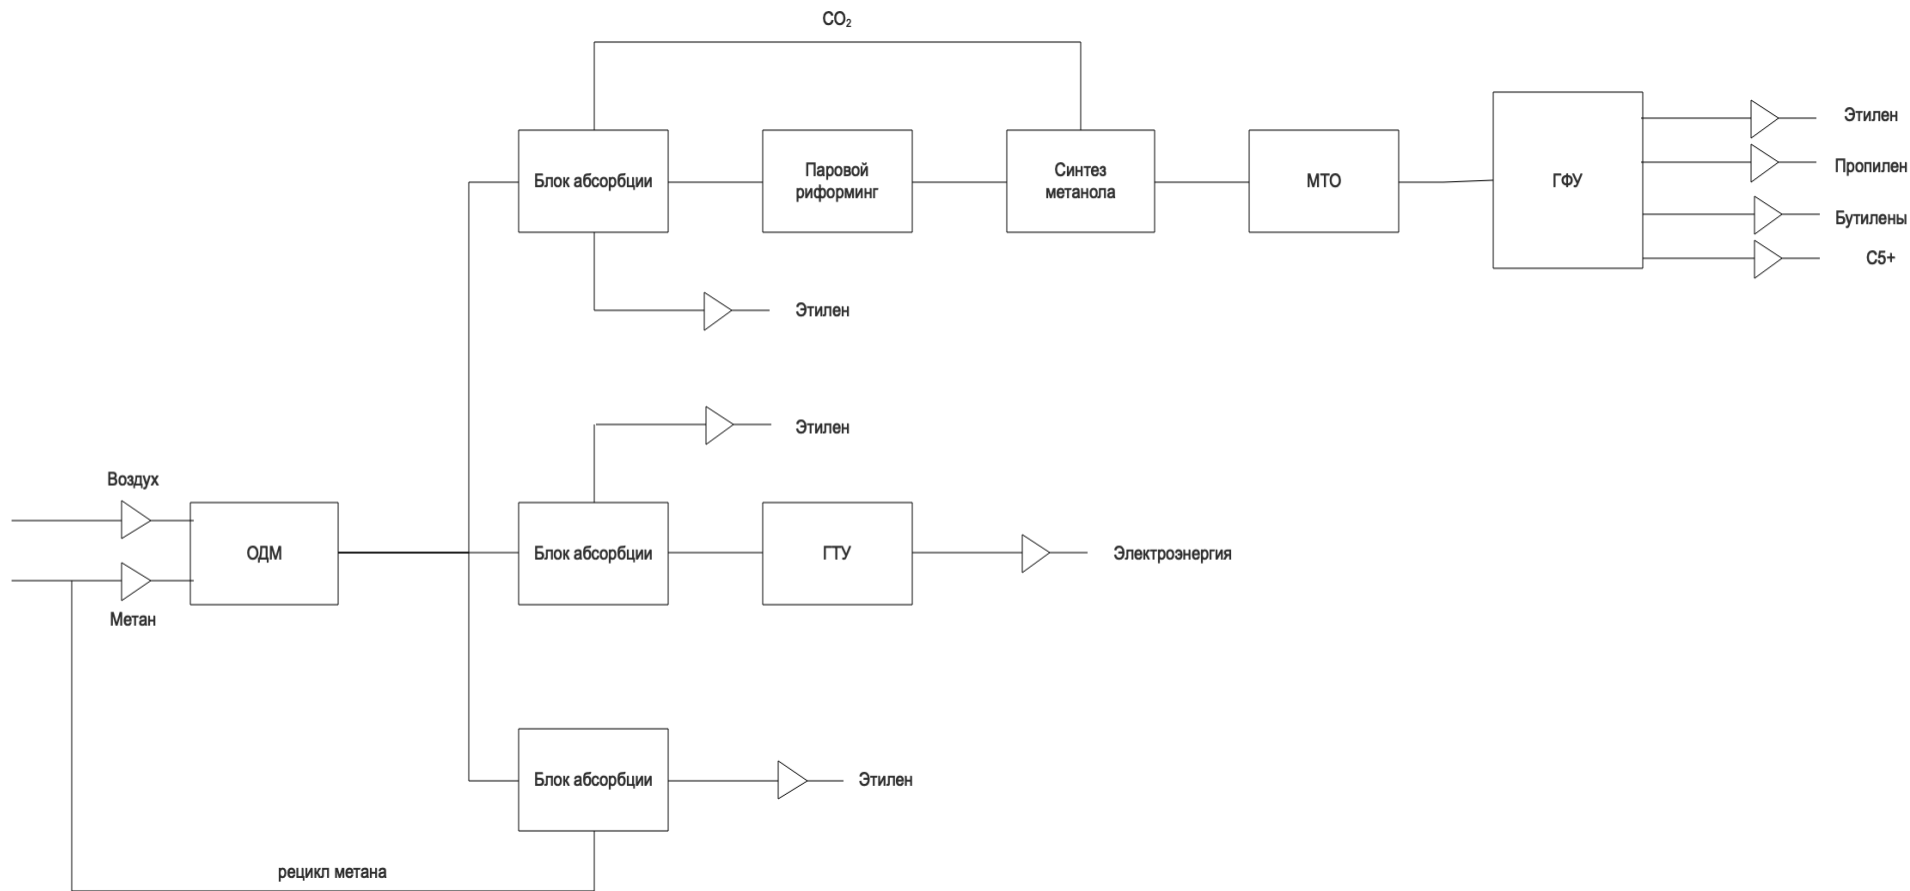 CO₂
Блок абсорбции
Паровой
риформинг
Синтез
метанола
МТО
ГФУ
Этилен
Пропилен
Бутилены
С5+
Этилен
Этилен
Воздух
Метан
ОДМ
Блок абсорбции
ГТУ
Электроэнергия
Блок абсорбции
Этилен
рецикл метана